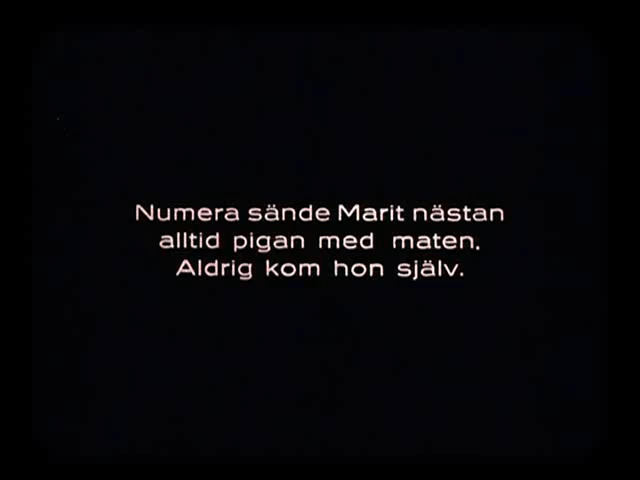 Numera sände Marit nästan
alltid pigan med maten.
Aldrig kom hon själv.